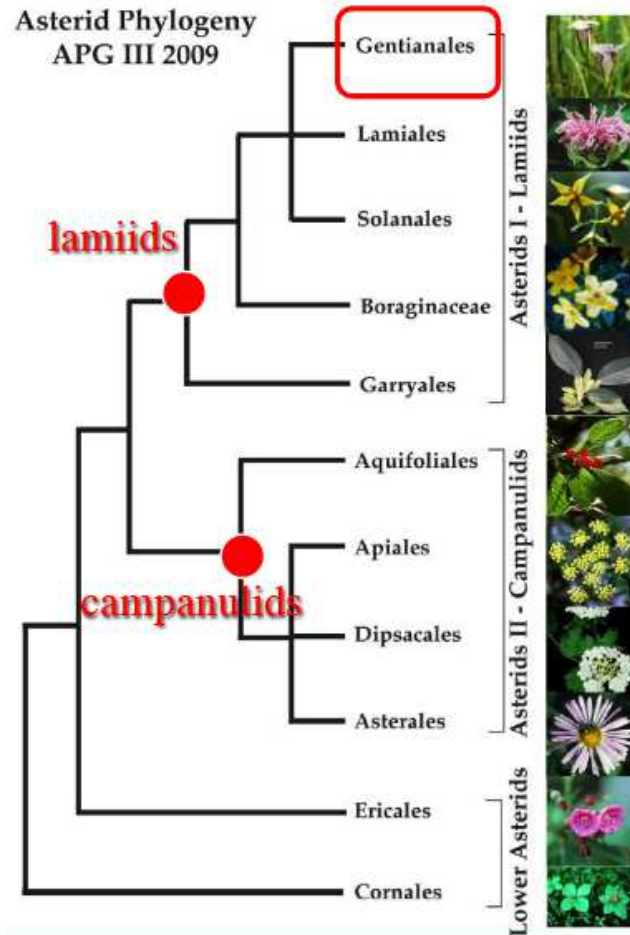 Asterid Phylogeny
APG III 2009
Gentianales
Lamiales
Solanales
Boraginaceae
Garryales
Aquifoliales
Apiales
Dipsacales
Asterales
Ericales
Cornales
lamiids
campanulids
Asterids I - Lamiids
Asterids II - Campanulids
Lower Asterids